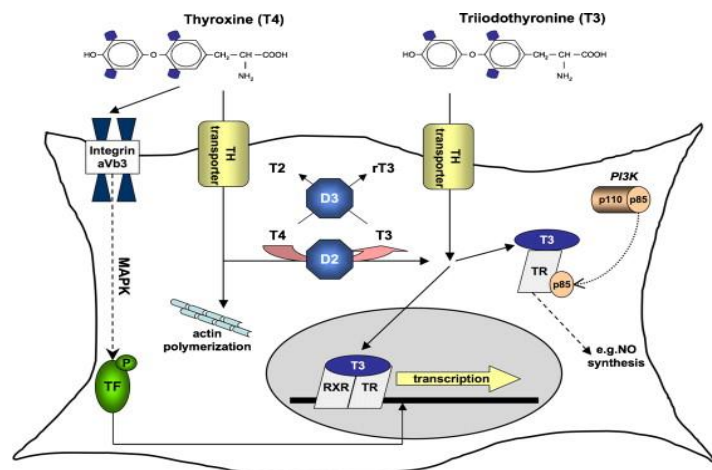 Thyroxine (T4)
Triiodothyronine (T3)
HO
O
CH₂
CH
COOH
NH₂
HO
O
CH₂
CH
COOH
NH₂
Integrin
aVb3
TH
transporter
TH
transporter
T2
rT3
D3
T4
T3
D2
PI3K
p110
p85
T3
TR
p85
MAPK
actin
polymerization
e.g.NO
synthesis
P
TF
T3
RXR
TR
transcription